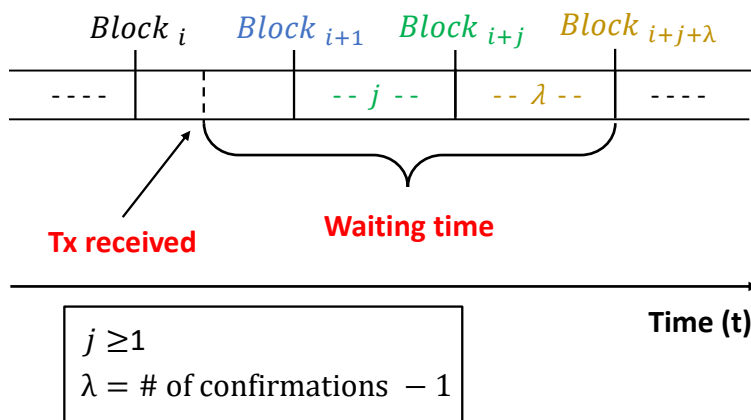 Block i Block i+1 Block i+j Block i+j+λ
---- -- j -- -- λ -- ----
Tx received Waiting time
Time (t)
j ≥1
λ = # of confirmations − 1